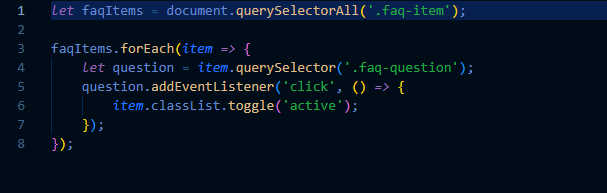 1 let faqItems = document.querySelectorAll('.faq-item');
2
3 faqItems.forEach(item => {
4     let question = item.querySelector('.faq-question');
5     question.addEventListener('click', () => {
6         item.classList.toggle('active');
7     });
8 });